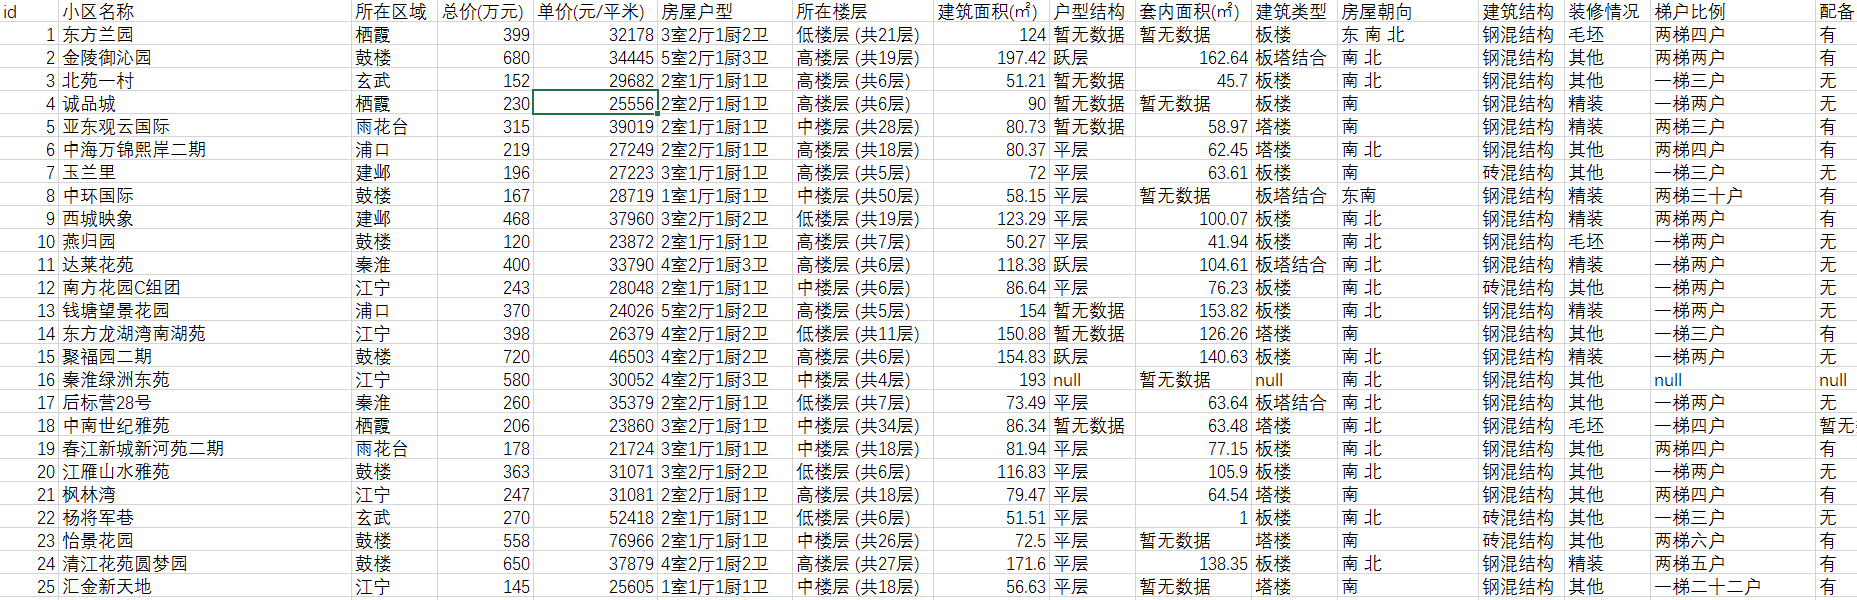 id 小区名称 所在区域 总价(万元) 单价(元/平米) 房屋户型 所在楼层 建筑面积(㎡) 户型结构 套内面积(㎡) 建筑类型 房屋朝向 建筑结构 装修情况 梯户比例 配备
1 东方兰园 栖霞 399 32178 3室2厅1厨2卫 低楼层 (共21层) 124 暂无数据 暂无数据 板楼 东 南 北 钢混结构 毛坯 两梯四户 有
2 金陵御沁园 鼓楼 680 34445 5室2厅1厨3卫 高楼层 (共19层) 197.42 跃层 162.64 板塔结合 南 北 钢混结构 其他 两梯两户 有
3 北苑一村 玄武 152 29682 2室1厅1厨1卫 高楼层 (共6层) 51.21 暂无数据 45.7 板楼 南 北 钢混结构 其他 一梯三户 无
4 诚品城 栖霞 230 25556 2室2厅1厨1卫 高楼层 (共6层) 90 暂无数据 暂无数据 板楼 南 钢混结构 精装 一梯两户 无
5 亚东观云国际 雨花台 315 39019 2室1厅1厨1卫 中楼层 (共28层) 80.73 暂无数据 58.97 塔楼 南 钢混结构 精装 两梯三户 有
6 中海万锦熙岸二期 浦口 219 27249 2室2厅1厨1卫 高楼层 (共18层) 80.37 平层 62.45 塔楼 南 北 钢混结构 其他 两梯四户 有
7 玉兰里 建邺 196 27223 3室1厅1厨1卫 高楼层 (共5层) 72 平层 63.61 板楼 南 砖混结构 其他 一梯三户 无
8 中环国际 鼓楼 167 28719 1室1厅1厨1卫 中楼层 (共50层) 58.15 平层 暂无数据 板塔结合 东南 钢混结构 精装 两梯三十户 有
9 西城映象 建邺 468 37960 3室2厅1厨2卫 低楼层 (共19层) 123.29 平层 100.07 板楼 南 北 钢混结构 精装 两梯两户 有
10 燕归园 鼓楼 120 23872 2室1厅1厨1卫 高楼层 (共7层) 50.27 平层 41.94 板楼 南 北 钢混结构 毛坯 一梯两户 无
11 达莱花苑 秦淮 400 33790 4室2厅1厨3卫 高楼层 (共6层) 118.38 跃层 104.61 板塔结合 南 北 钢混结构 精装 一梯两户 无
12 南方花园C组团 江宁 243 28048 2室1厅1厨1卫 中楼层 (共6层) 86.64 平层 76.23 板楼 南 北 砖混结构 其他 一梯两户 无
13 钱塘望景花园 浦口 370 24026 5室2厅1厨2卫 高楼层 (共5层) 154 暂无数据 153.82 板楼 南 北 钢混结构 精装 一梯两户 无
14 东方龙湖湾南湖苑 江宁 398 26379 4室2厅1厨2卫 低楼层 (共11层) 150.88 暂无数据 126.26 塔楼 南 钢混结构 其他 一梯三户 有
15 聚福园二期 鼓楼 720 46503 4室2厅1厨2卫 高楼层 (共6层) 154.83 跃层 140.63 板楼 南 北 钢混结构 精装 一梯两户 无
16 秦淮绿洲东苑 江宁 580 30052 4室2厅1厨3卫 中楼层 (共4层) 193 null 暂无数据 null 南 北 钢混结构 其他 null null
17 后标营28号 秦淮 260 35379 2室2厅1厨1卫 低楼层 (共7层) 73.49 平层 63.64 板塔结合 南 北 钢混结构 其他 一梯两户 无
18 中南世纪雅苑 栖霞 206 23860 3室2厅1厨1卫 中楼层 (共34层) 86.34 暂无数据 63.48 塔楼 南 北 钢混结构 毛坯 一梯四户 暂无
19 春江新城新河苑二期 雨花台 178 21724 3室1厅1厨1卫 中楼层 (共18层) 81.94 平层 77.15 板楼 南 北 钢混结构 其他 两梯四户 有
20 江雁山水雅苑 鼓楼 363 31071 3室2厅1厨2卫 低楼层 (共6层) 116.83 平层 105.9 板楼 南 北 钢混结构 其他 一梯两户 无
21 枫林湾 江宁 247 31081 2室2厅1厨1卫 高楼层 (共18层) 79.47 平层 64.54 塔楼 南 钢混结构 其他 两梯四户 有
22 杨将军巷 玄武 270 52418 2室1厅1厨1卫 低楼层 (共6层) 51.51 平层 1 板楼 南 北 砖混结构 其他 一梯三户 无
23 怡景花园 鼓楼 558 76966 2室1厅1厨1卫 中楼层 (共26层) 72.5 平层 暂无数据 塔楼 南 砖混结构 其他 两梯六户 有
24 清江花苑圆梦园 鼓楼 650 37879 4室2厅1厨2卫 高楼层 (共27层) 171.6 平层 138.35 板楼 南 北 钢混结构 精装 两梯五户 有
25 汇金新天地 江宁 145 25605 1室1厅1厨1卫 中楼层 (共18层) 56.63 平层 暂无数据 塔楼 南 钢混结构 其他 一梯二十二户 有